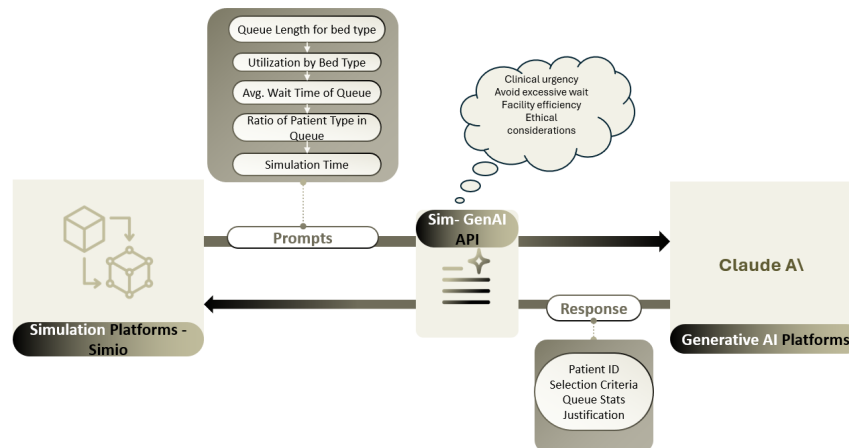 Queue Length for bed type
Utilization by Bed Type
Avg. Wait Time of Queue
Ratio of Patient Type in
Queue
Simulation Time
Clinical urgency
Avoid excessive wait
Facility efficiency
Ethical
considerations
Prompts
Sim- GenAI
API
Claude A\
Response
Simulation Platforms -
Simio
Generative AI Platforms
Patient ID
Selection Criteria
Queue Stats
Justification